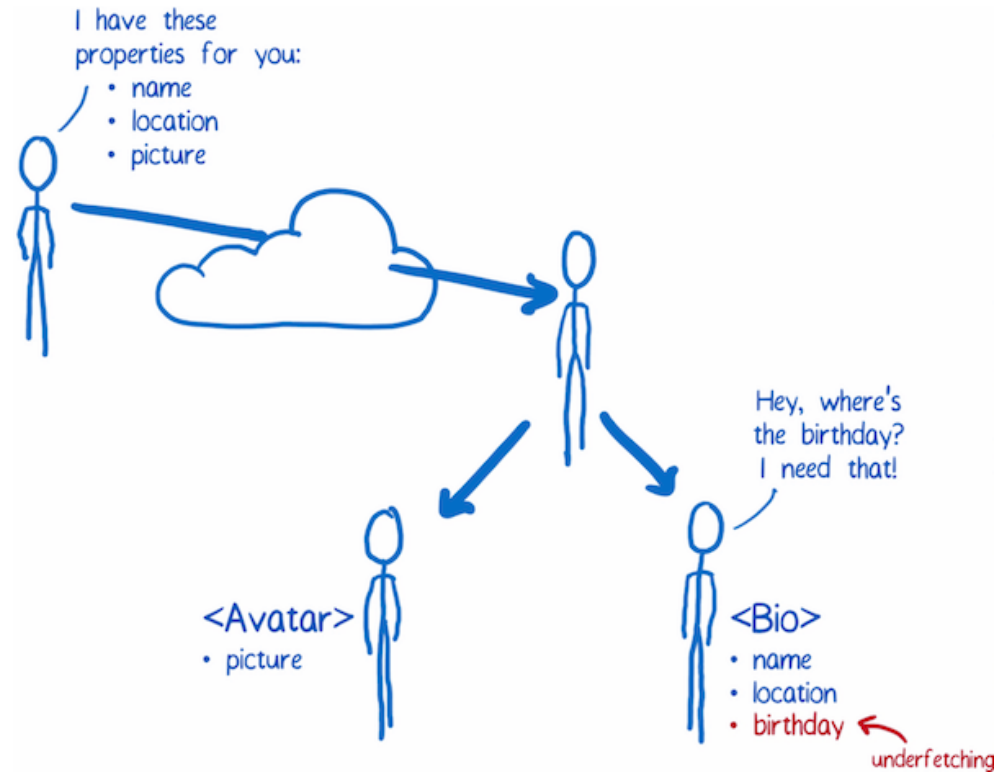 I have these
properties for you:
• name
• location
• picture
Hey, where's
the birthday?
I need that!
<Avatar>
• picture
<Bio>
• name
• location
• birthday
underfetching